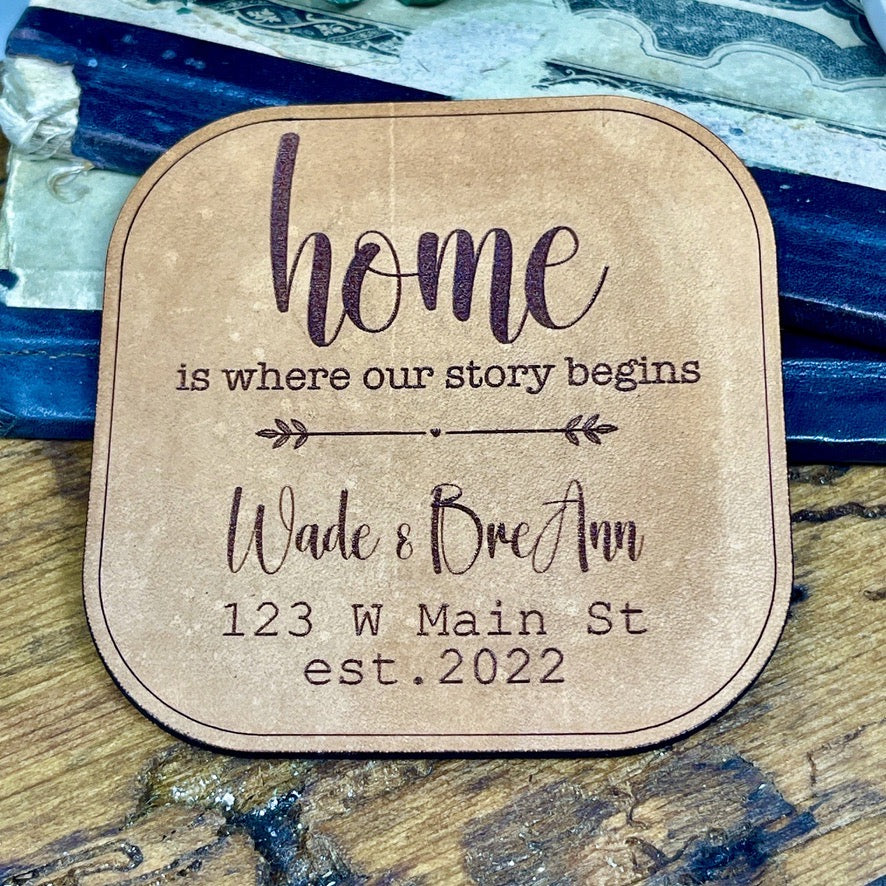 home
is where our story begins
Wade & BreAnn
123 W Main St
est.2022